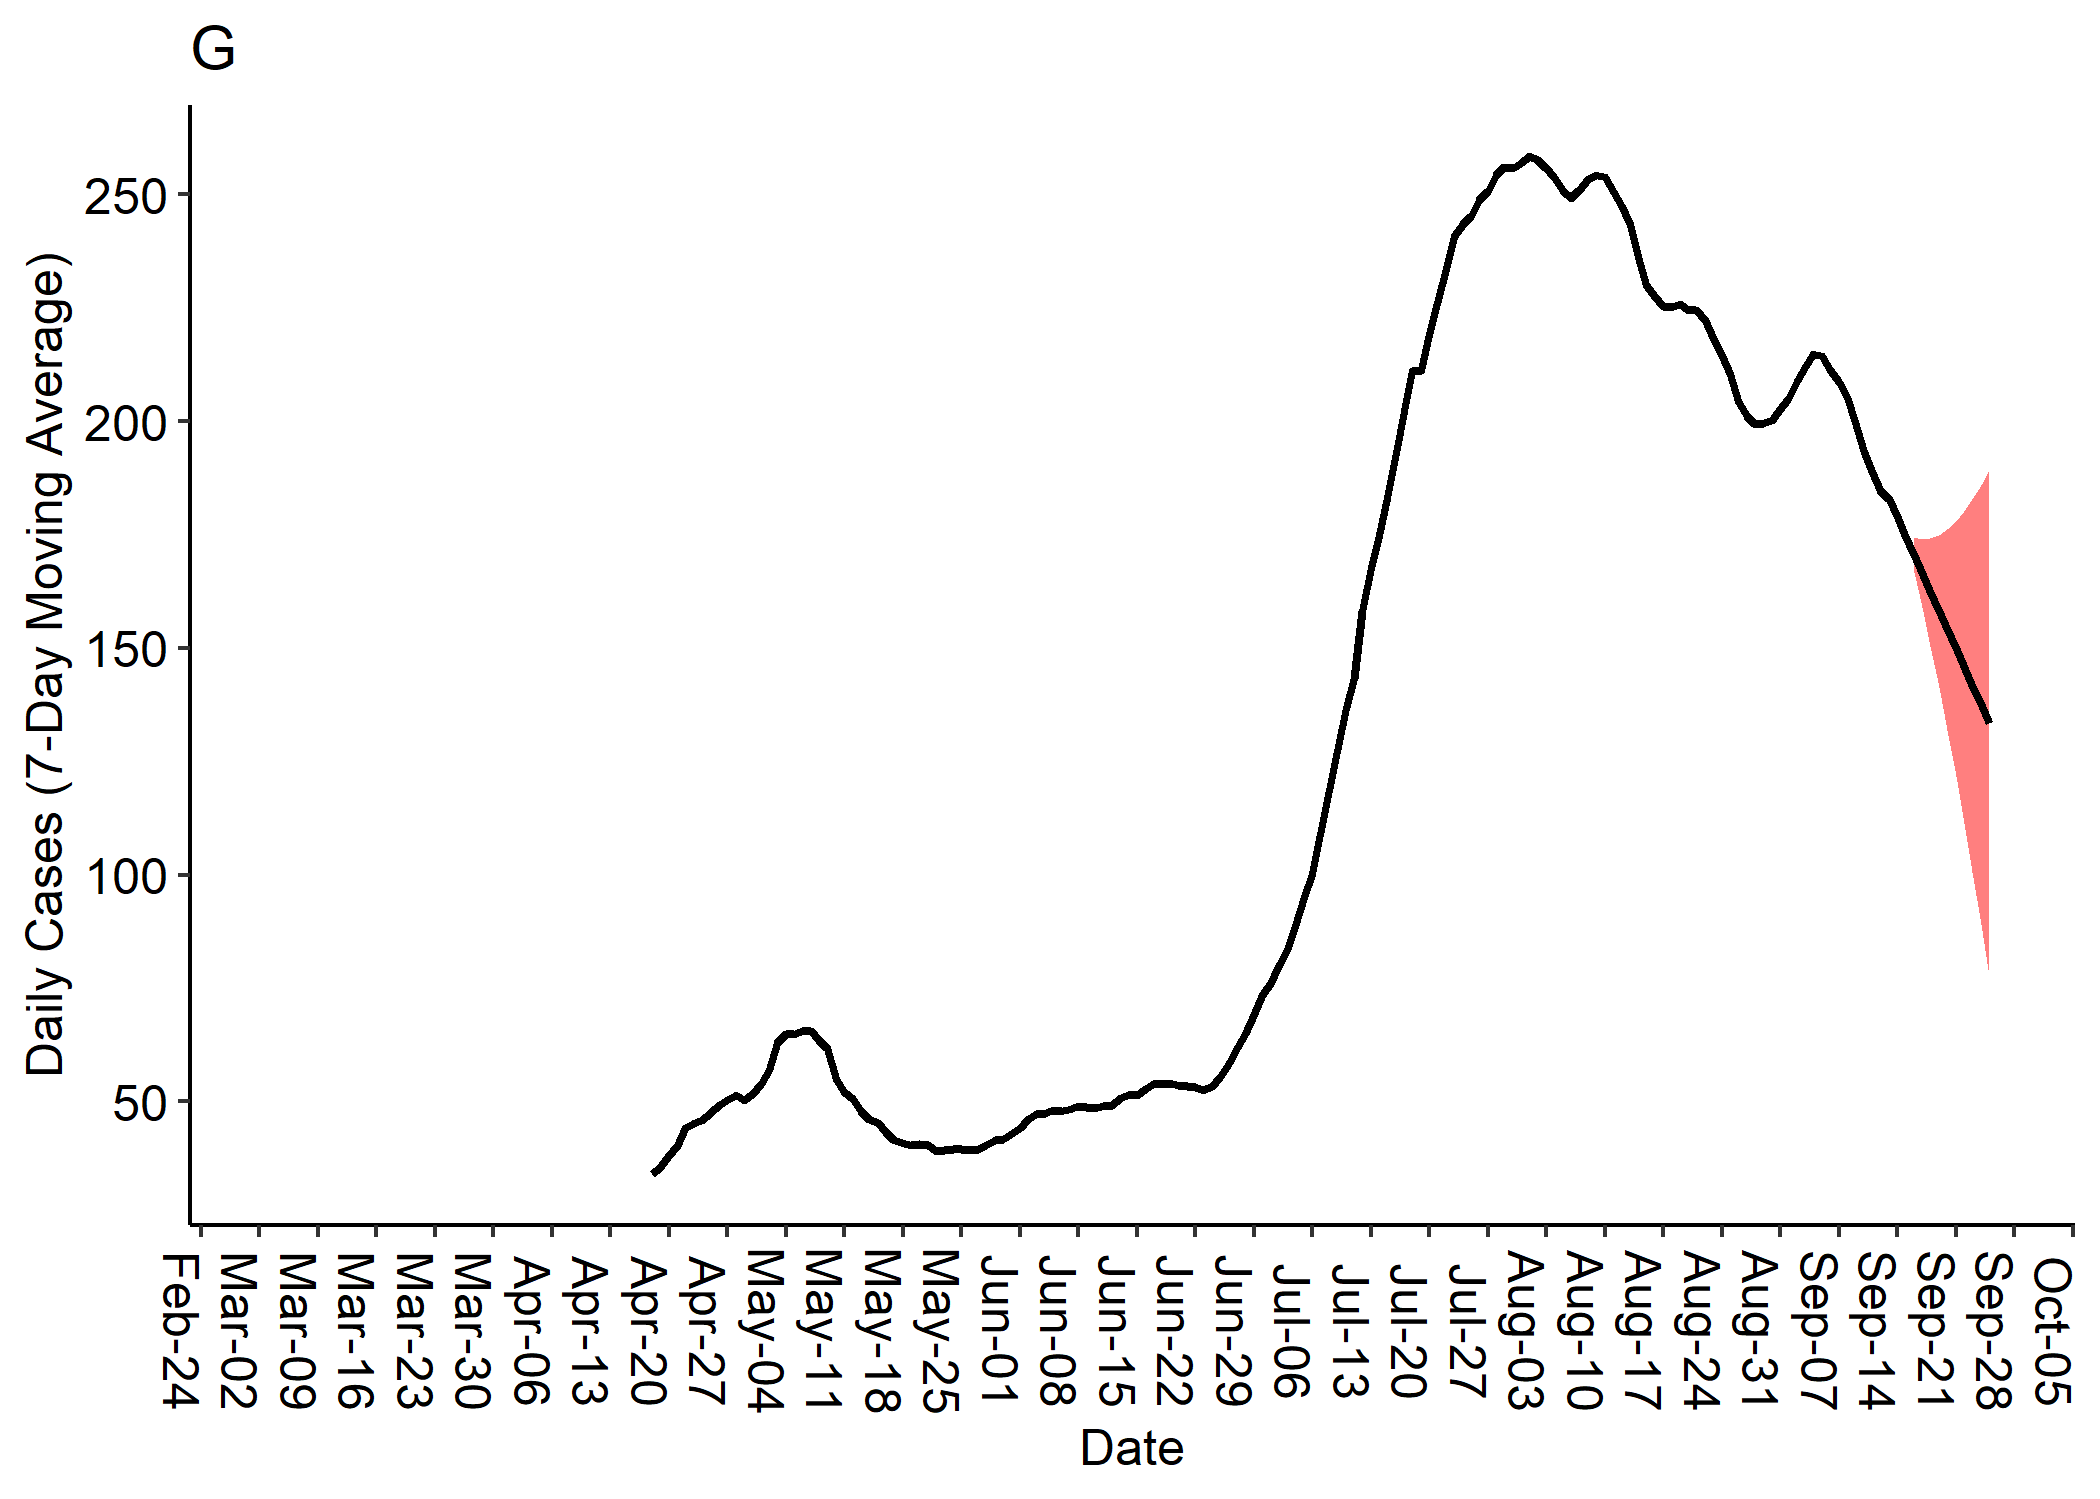 G
Daily Cases (7-Day Moving Average)
250
200
150
100
50
Feb-24
Mar-02
Mar-09
Mar-16
Mar-23
Mar-30
Apr-06
Apr-13
Apr-20
Apr-27
May-04
May-11
May-18
May-25
Jun-01
Jun-08
Jun-15
Jun-22
Jun-29
Jul-06
Jul-13
Jul-20
Jul-27
Aug-03
Aug-10
Aug-17
Aug-24
Aug-31
Sep-07
Sep-14
Sep-21
Sep-28
Oct-05
Date